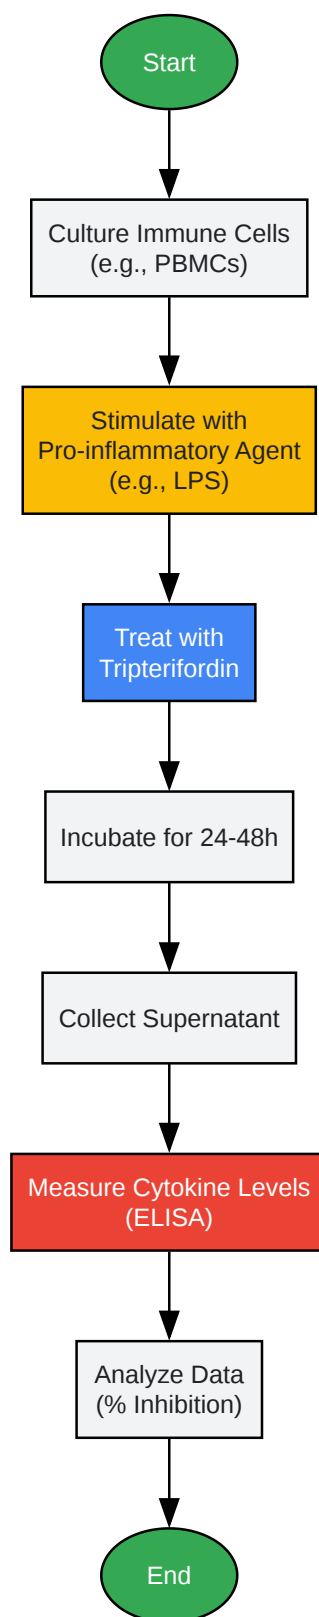 Start
Culture Immune Cells
(e.g., PBMCs)
Stimulate with
Pro-inflammatory Agent
(e.g., LPS)
Treat with
Tripterifordin
Incubate for 24-48h
Collect Supernatant
Measure Cytokine Levels
(ELISA)
Analyze Data
(% Inhibition)
End